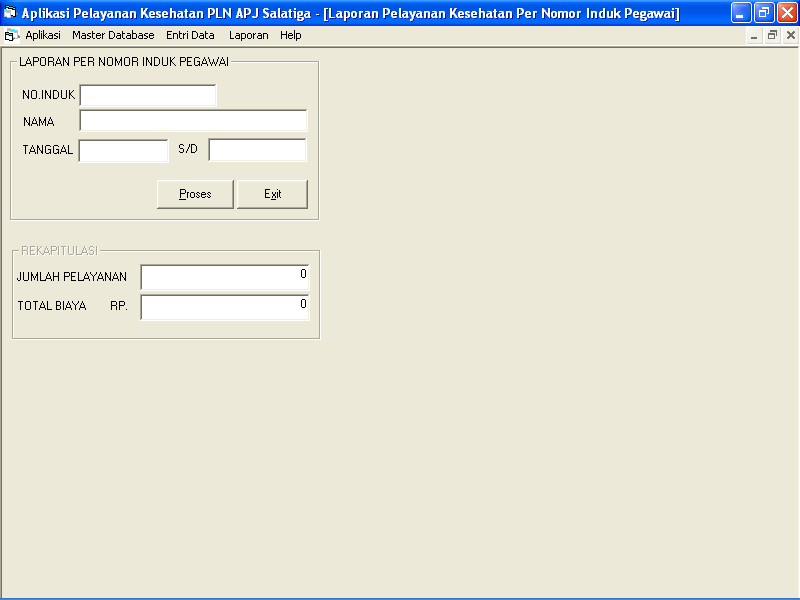 Aplikasi Pelayanan Kesehatan PLN APJ Salatiga - [Laporan Pelayanan Kesehatan Per Nomor Induk Pegawai]
Aplikasi Master Database Entri Data Laporan Help
LAPORAN PER NOMOR INDUK PEGAWAI
NO.INDUK
NAMA
TANGGAL S/D
Proses Exit
REKAPITULASI
JUMLAH PELAYANAN 0
TOTAL BIAYA RP. 0